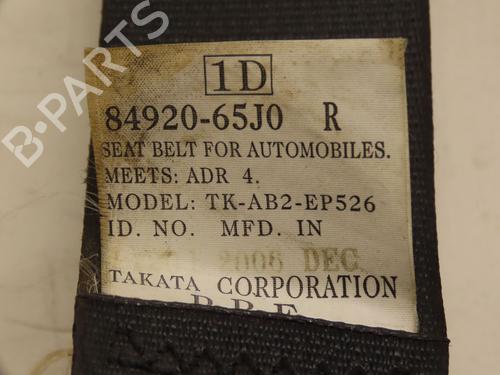 B-PARTS
1D
84920-65J0 R
SEAT BELT FOR AUTOMOBILES.
MEETS: ADR 4.
MODEL: TK-AB2-EP526
ID. NO. MFD. IN
2006 DEC
TAKATA CORPORATION